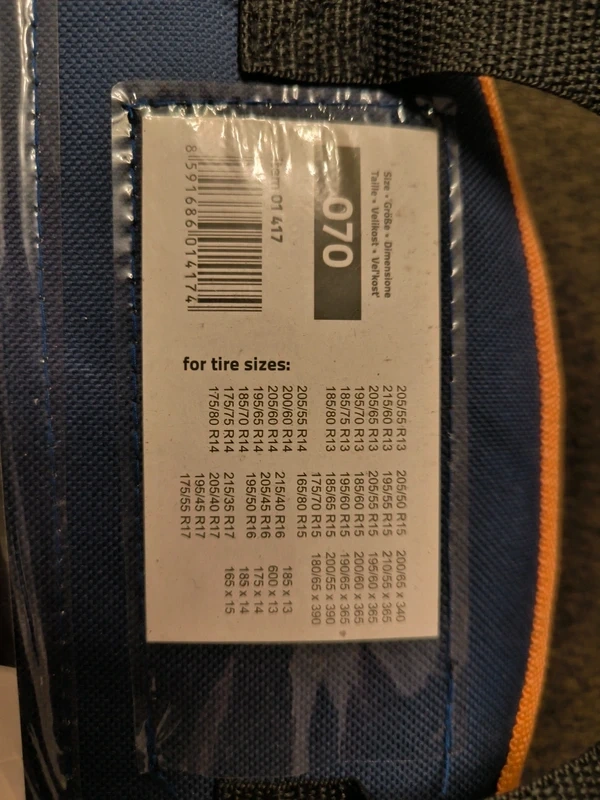 Size • Größe • Dimensione
Taille • Velikost • Veľkosť
070
Item 01 417
8 591686 014174
for tire sizes:
205/55 R13
215/60 R13
205/65 R13
195/70 R13
185/75 R13
185/80 R13
205/55 R14
200/60 R14
205/60 R14
195/65 R14
185/70 R14
175/75 R14
175/80 R14
205/50 R15
195/55 R15
205/55 R15
185/60 R15
195/60 R15
185/65 R15
175/70 R15
165/80 R15
215/40 R16
205/45 R16
195/50 R16
215/35 R17
205/40 R17
195/45 R17
175/55 R17
200/65 x 340
210/55 x 365
195/60 x 365
200/60 x 365
190/65 x 365
200/55 x 390
180/65 x 390
185 x 13
600 x 13
175 x 14
185 x 14
165 x 15